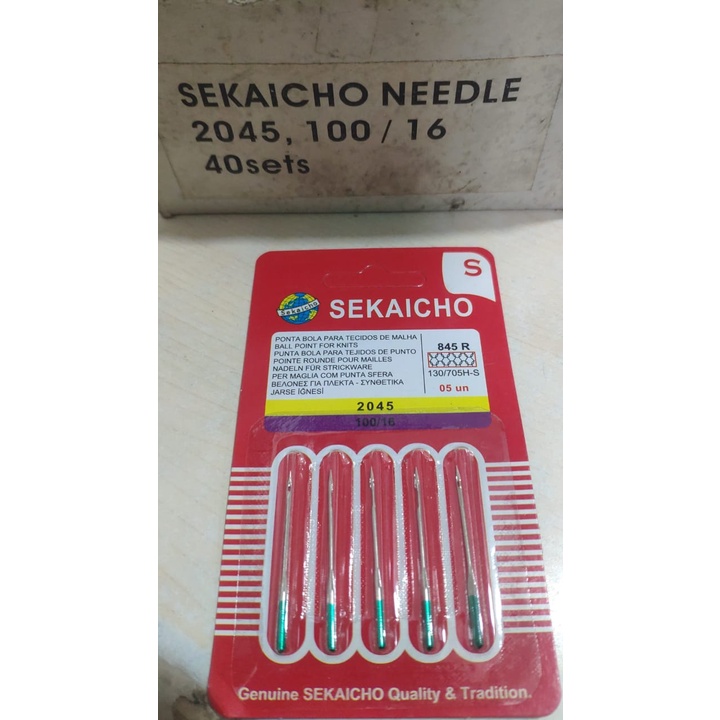 SEKAICHO NEEDLE
2045, 100 / 16
40sets
S
Sekaicho
SEKAICHO
PONTA BOLA PARA TECIDOS DE MALHA
BALL POINT FOR KNITS
PUNTA BOLA PARA TEJIDOS DE PUNTO
POINTE ROUNDE POUR MAILLES
NADELN FÜR STRICKWARE
PER MAGLIA COM PUNTA SFERA
ΒΕΛΟΝΕΣ ΓΙΑ ΠΛΕΚΤΑ - ΣΥΝΘΕΤΙΚΑ
JARSE İĞNESİ
845 R
130/705H-S
05 un
2045
100/16
Genuine SEKAICHO Quality & Tradition.